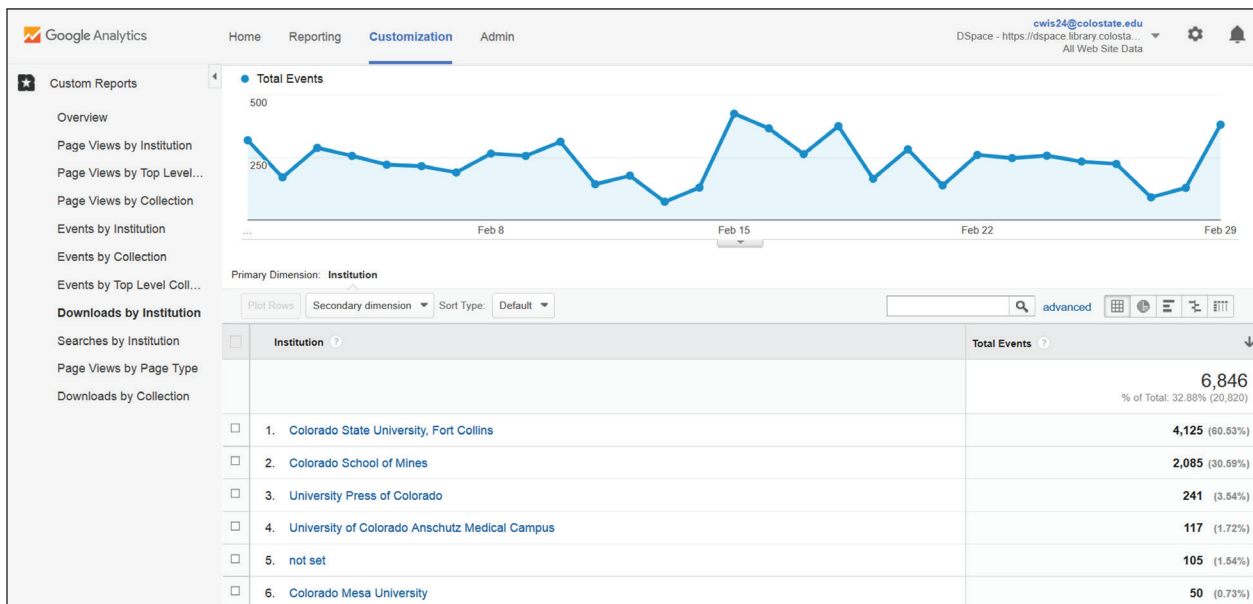 Google Analytics
Home Reporting Customization Admin
cwis24@colostate.edu
DSpace - https://dspace.library.colosta...
All Web Site Data
Custom Reports
Overview
Page Views by Institution
Page Views by Top Level...
Page Views by Collection
Events by Institution
Events by Collection
Events by Top Level Coll...
Downloads by Institution
Searches by Institution
Page Views by Page Type
Downloads by Collection
Total Events
500
250
... Feb 8 Feb 15 Feb 22 Feb 29
Primary Dimension: Institution
Plot Rows Secondary dimension Sort Type: Default advanced
Institution ? Total Events ?
6,846
% of Total: 32.88% (20,820)
1. Colorado State University, Fort Collins 4,125 (60.53%)
2. Colorado School of Mines 2,085 (30.59%)
3. University Press of Colorado 241 (3.54%)
4. University of Colorado Anschutz Medical Campus 117 (1.72%)
5. not set 105 (1.54%)
6. Colorado Mesa University 50 (0.73%)